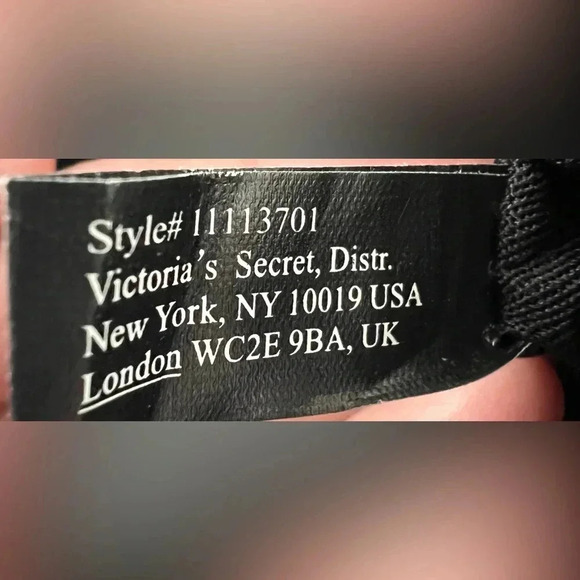 Style# 11113701
Victoria's Secret, Distr.
New York, NY 10019 USA
London WC2E 9BA, UK